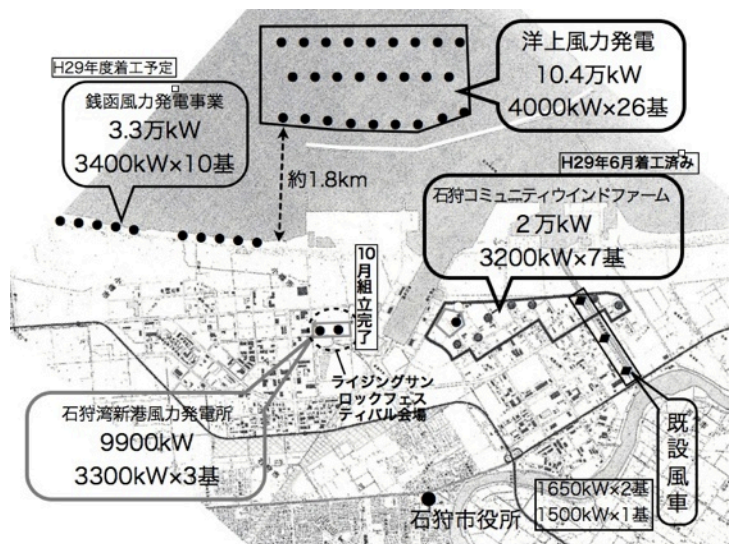 洋上風力発電
10.4万kW
4000kW×26基
H29年度着工予定
銭函風力発電事業
3.3万kW
3400kW×10基
約1.8km
H29年6月着工済み
石狩コミュニティウインドファーム
2万kW
3200kW×7基
10月組立完了
ライジングサン
ロックフェス
ティバル会場
石狩湾新港風力発電所
9900kW
3300kW×3基
既設風車
1650kW×2基
1500kW×1基
石狩市役所